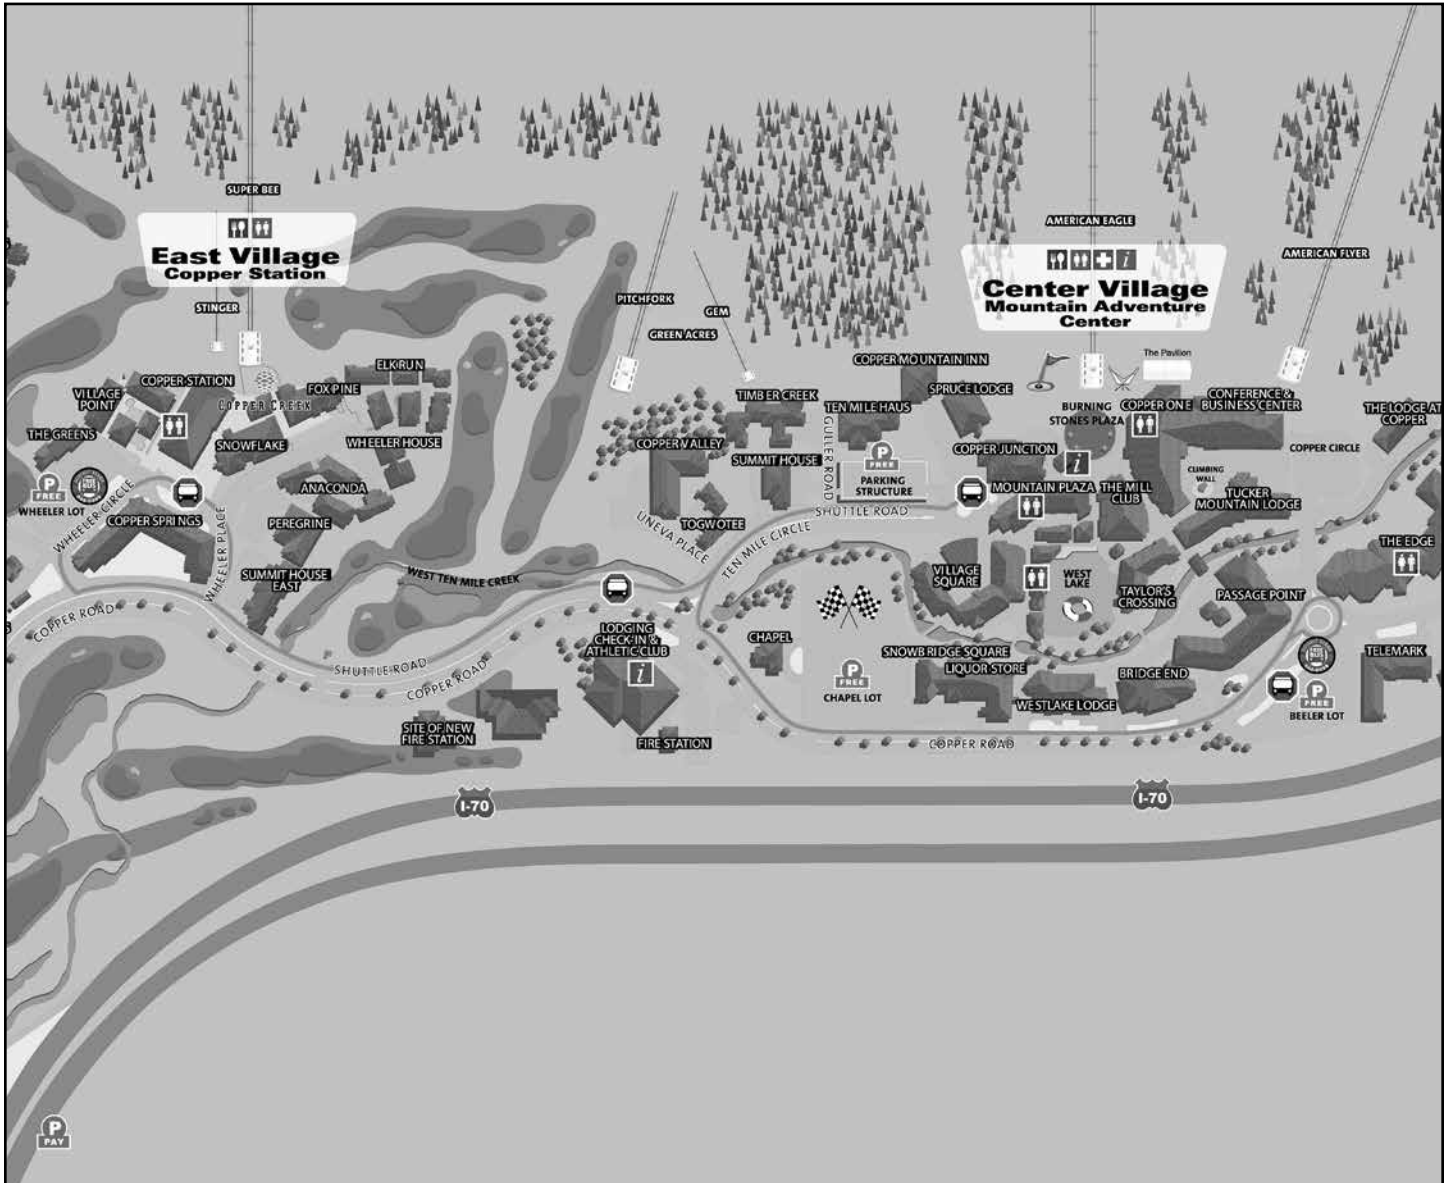 SUPER BEE
East Village
Copper Station
STINGER
PITCHFORK
GEM
GREEN ACRES
AMERICAN EAGLE
AMERICAN FLYER
i
Center Village
Mountain Adventure
Center
The Pavilion
ELK RUN
COPPER STATION
FOX PINE
VILLAGE
POINT
COPPER CREEK
THE GREENS
SNOWFLAKE
WHEELER HOUSE
ANACONDA
P
FREE
WHEELER LOT
WHEELER CIRCLE
COPPER SPRINGS
WHEELER PLACE
PEREGRINE
SUMMIT HOUSE
EAST
COPPER ROAD
WEST TEN MILE CREEK
SHUTTLE ROAD
COPPER ROAD
COPPER MOUNTAIN INN
SPRUCE LODGE
TIMBER CREEK
TEN MILE HAUS
COPPER VALLEY
SUMMIT HOUSE
GULLER ROAD
P
FREE
PARKING
STRUCTURE
TOGWOTEE
UNEVA PLACE
TEN MILE CIRCLE
SHUTTLE ROAD
BURNING
STONES PLAZA
COPPER ONE
CONFERENCE &
BUSINESS CENTER
THE LODGE AT
COPPER
COPPER JUNCTION
i
COPPER CIRCLE
CLIMBING
WALL
MOUNTAIN PLAZA
THE MILL
CLUB
TUCKER
MOUNTAIN LODGE
THE EDGE
VILLAGE
SQUARE
WEST
LAKE
TAYLOR'S
CROSSING
PASSAGE POINT
LODGING
CHECK-IN &
ATHLETIC CLUB
i
CHAPEL
P
FREE
CHAPEL LOT
SNOWBRIDGE SQUARE
LIQUOR STORE
BRIDGE END
WESTLAKE LODGE
TELEMARK
P
FREE
BEELER LOT
SITE OF NEW
FIRE STATION
FIRE STATION
COPPER ROAD
I-70
I-70
P
PAY